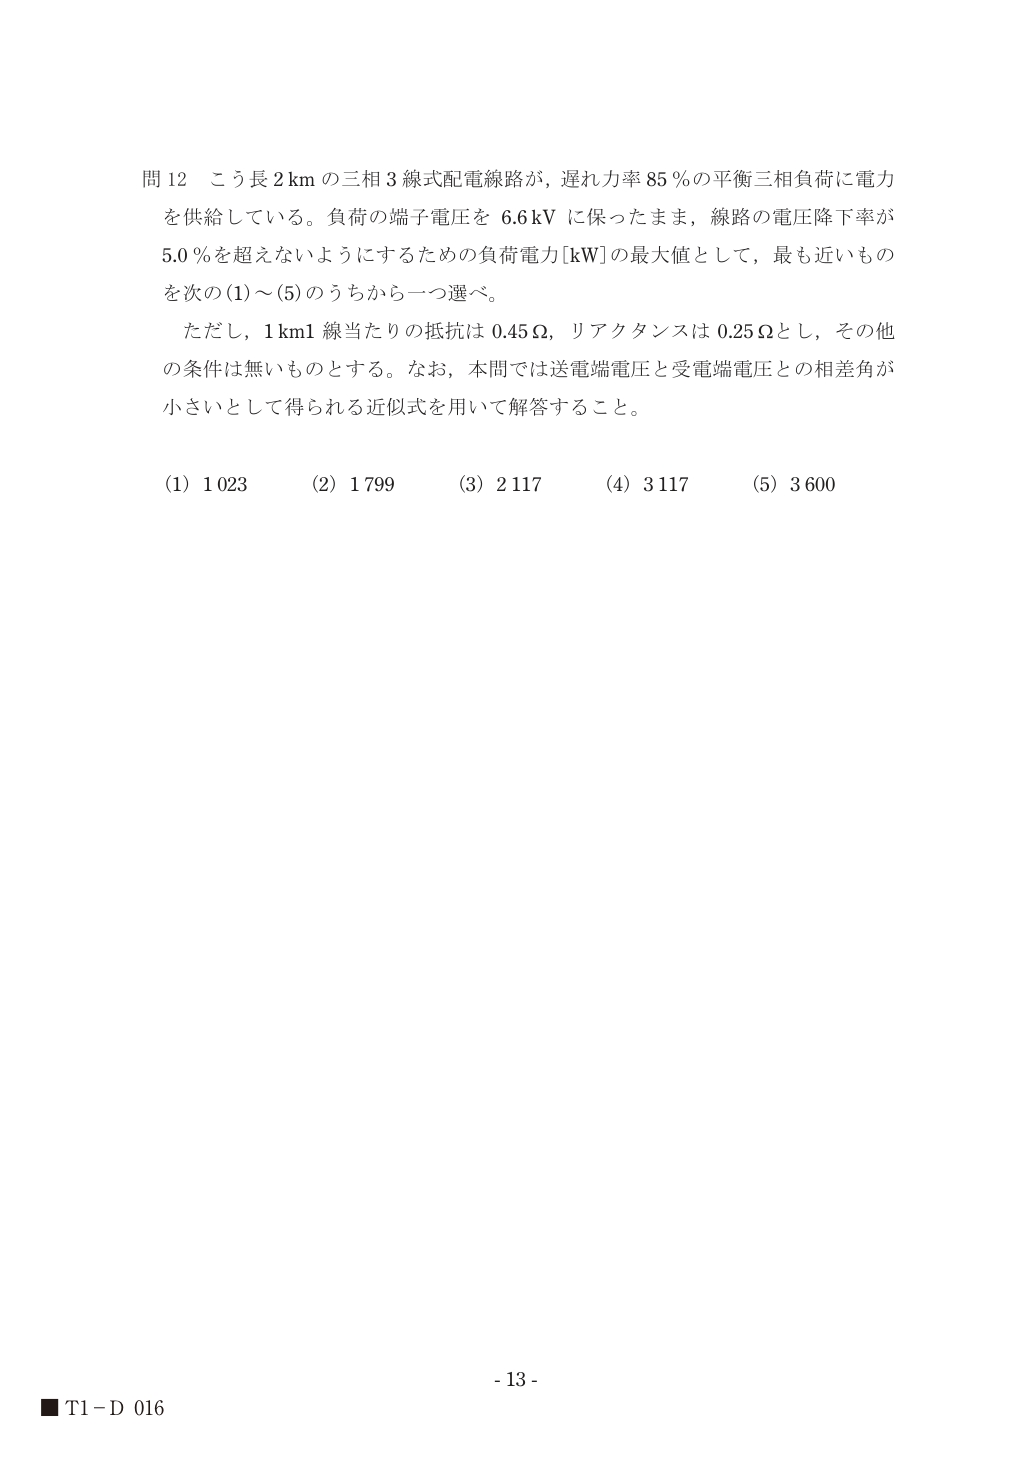 問 12　こう長 2 km の三相 3 線式配電線路が，遅れ力率 85 ％の平衡三相負荷に電力
を供給している。負荷の端子電圧を 6.6 kV に保ったまま，線路の電圧降下率が
5.0 ％を超えないようにするための負荷電力[kW]の最大値として，最も近いもの
を次の(1)～(5)のうちから一つ選べ。
ただし，1 km1 線当たりの抵抗は 0.45 Ω，リアクタンスは 0.25 Ωとし，その他
の条件は無いものとする。なお，本問では送電端電圧と受電端電圧との相差角が
小さいとして得られる近似式を用いて解答すること。
(1) 1 023　(2) 1 799　(3) 2 117　(4) 3 117　(5) 3 600
- 13 -
■ T1－D 016